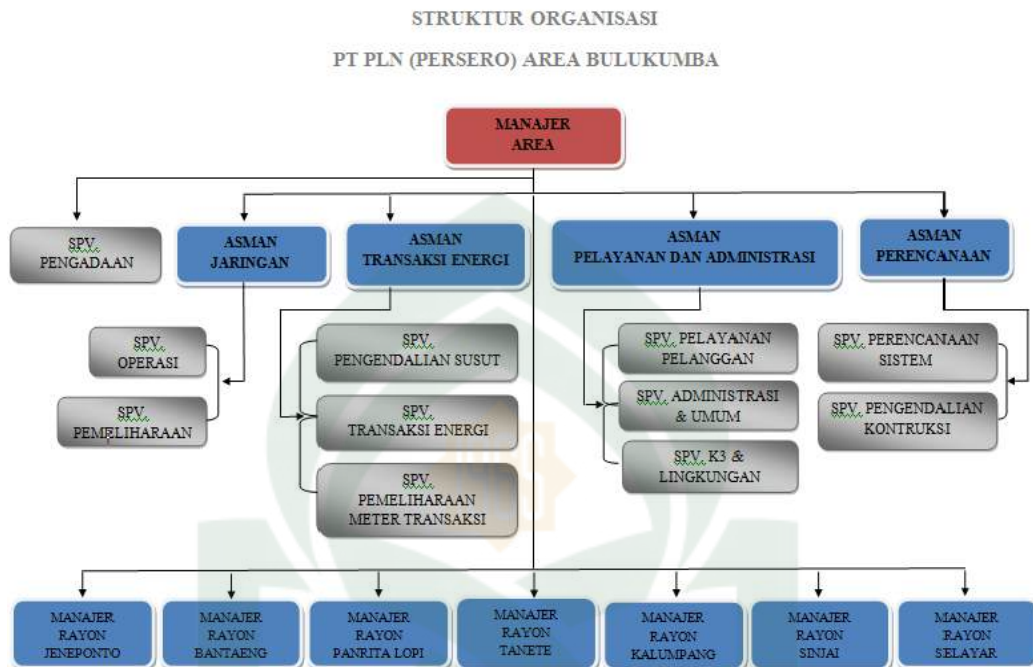 STRUKTUR ORGANISASI
PT PLN (PERSERO) AREA BULUKUMBA
MANAJER
AREA
SPV.
PENGADAAN
ASMAN
JARINGAN
ASMAN
TRANSAKSI ENERGI
ASMAN
PELAYANAN DAN ADMINISTRASI
ASMAN
PERENCANAAN
SPV.
OPERASI
SPV.
PEMELIHARAAN
SPV.
PENGENDALIAN SUSUT
SPV.
TRANSAKSI ENERGI
SPV.
PEMELIHARAAN
METER TRANSAKSI
SPV. PELAYANAN
PELANGGAN
SPV. ADMINISTRASI
& UMUM
SPV. K3 &
LINGKUNGAN
SPV. PERENCANAAN
SISTEM
SPV. PENGENDALIAN
KONTRUKSI
MANAJER
RAYON
JENEPONTO
MANAJER
RAYON
BANTAENG
MANAJER
RAYON
PANRITA LOPI
MANAJER
RAYON
TANETE
MANAJER
RAYON
KALUMPANG
MANAJER
RAYON
SINJAI
MANAJER
RAYON
SELAYAR